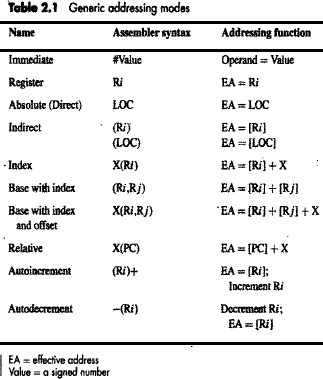 Table 2.1 Generic addressing modes
Name Assembler syntax Addressing function
Immediate #Value Operand = Value
Register Ri EA = Ri
Absolute (Direct) LOC EA = LOC
Indirect (Ri) EA = [Ri]
(LOC) EA = [LOC]
Index X(Ri) EA = [Ri] + X
Base with index (Ri,Rj) EA = [Ri] + [Rj]
Base with index X(Ri,Rj) EA = [Ri] + [Rj] + X
and offset
Relative X(PC) EA = [PC] + X
Autoincrement (Ri)+ EA = [Ri];
Increment Ri
Autodecrement −(Ri) Decrement Ri;
EA = [Ri]
EA = effective address
Value = a signed number